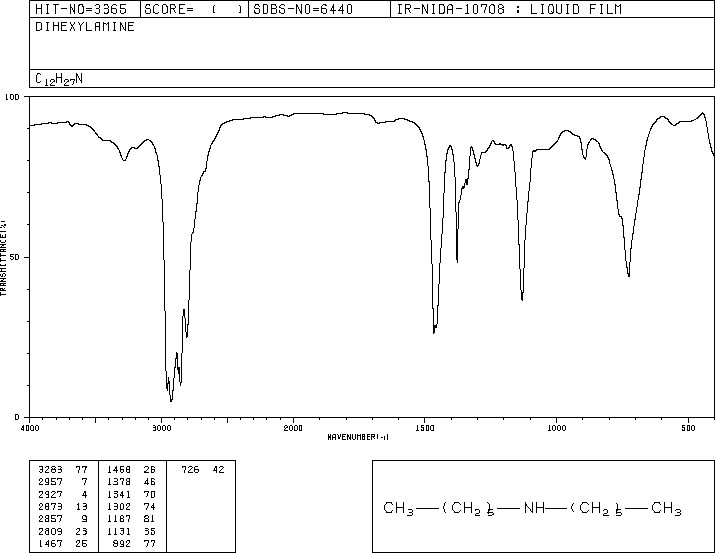 HIT-NO=3365 SCORE= ( ) SDBS-NO=6440 IR-NIDA-10708 : LIQUID FILM
DIHEXYLAMINE
C12H27N
100
50
0
TRANSMITTANCE(%)
4000 3000 2000 1500 1000 500
WAVENUMBER(-1)
3283 77 1468 26 726 42
2957 7 1378 46
2927 4 1341 70
2873 13 1302 74
2857 9 1187 81
2809 23 1131 35
1467 26 892 77
CH3—(CH2)5—NH—(CH2)5—CH3